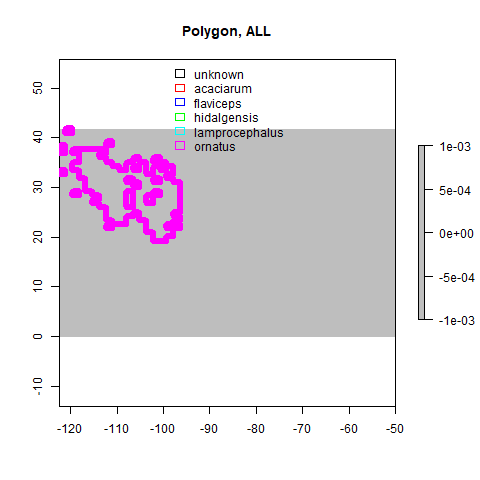 Polygon, ALL
unknown
acaciarum
flaviceps
hidalgensis
lamprocephalus
ornatus
50
40
30
20
10
0
-10
-120 -110 -100 -90 -80 -70 -60 -50
1e-03
5e-04
0e+00
-5e-04
-1e-03